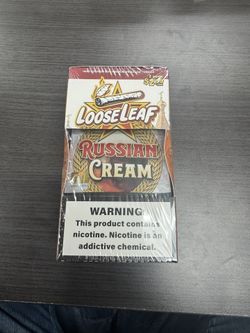 LOOSELEAF
RUSSIAN
CREAM
WARNING:
This product contains
nicotine. Nicotine is an
addictive chemical.